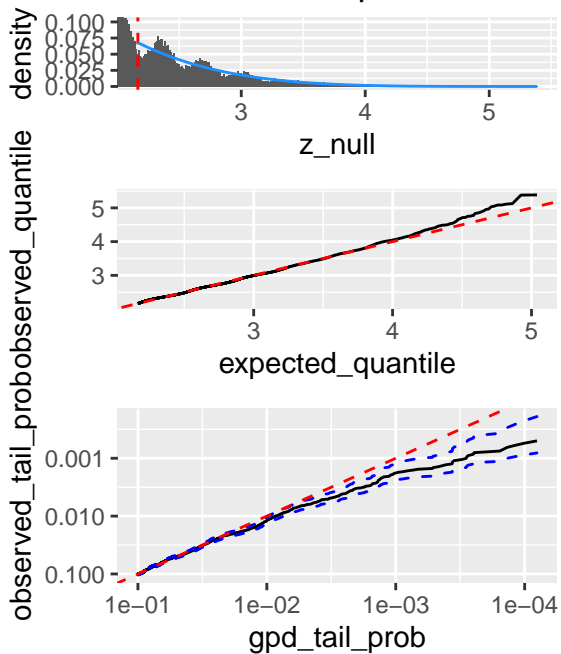 density
0.100
0.075
0.050
0.025
0.000
3 4 5
z_null
observed_quantile
5
4
3
3 4 5
expected_quantile
observed_tail_prob
0.001
0.010
0.100
1e-01 1e-02 1e-03 1e-04
gpd_tail_prob